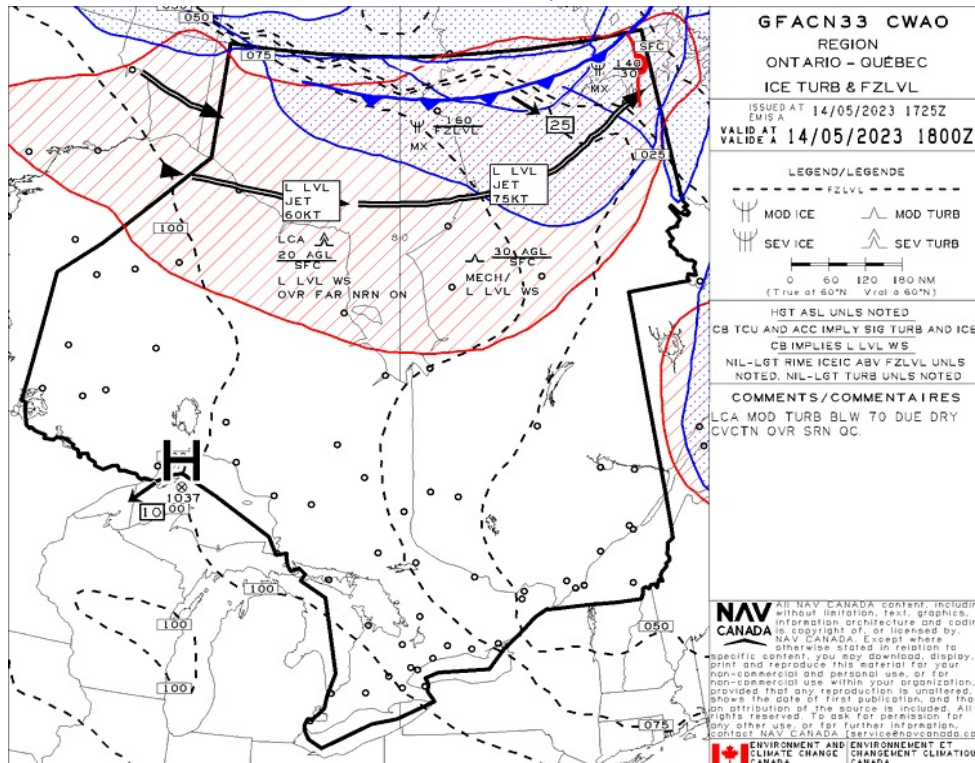 050
050
075
SFC
140
30
MX
160
FZLVL
MX
25
025
L LVL
JET
60KT
L LVL
JET
75KT
100
LCA
20 AGL
SFC
L LVL WS
OVR FAR NRN ON
80
30 AGL
SFC
MECH/
L LVL WS
H
1037
10
00
100
100
100
050
075
GFACN33 CWAO
REGION
ONTARIO – QUÉBEC
ICE TURB & FZLVL
ISSUED AT 14/05/2023 1725Z
ÉMIS A
VALID AT 14/05/2023 1800Z
VALIDE A
LEGEND/LÉGENDE
FZLVL
MOD ICE MOD TURB
SEV ICE SEV TURB
0 60 120 180 NM
(True at 60°N Vrai à 60°N)
HGT ASL UNLS NOTED
CB TCU AND ACC IMPLY SIG TURB AND ICE
CB IMPLIES L LVL WS
NIL-LGT RIME ICEIC ABV FZLVL UNLS
NOTED. NIL-LGT TURB UNLS NOTED
COMMENTS/COMMENTAIRES
LCA MOD TURB BLW 70 DUE DRY
CVCTN OVR SRN QC.
NAV
CANADA
All NAV CANADA content, includin
without limitation, text, graphics,
information architecture and codin
is copyright of, or licensed by,
NAV CANADA. Except where
otherwise stated in relation to
specific content, you may download, display,
print and reproduce this material for your
non-commercial and personal use, or for
non-commercial use within your organization,
provided that any reproduction is unaltered,
shows the date of first publication, and tha
an attribution of the source is included. All
rights reserved. To ask for permission for
any other use, or for further information,
contact NAV CANADA [service@navcanada.ca
ENVIRONMENT AND
CLIMATE CHANGE
CANADA
ENVIRONNEMENT ET
CHANGEMENT CLIMATIQU
CANADA